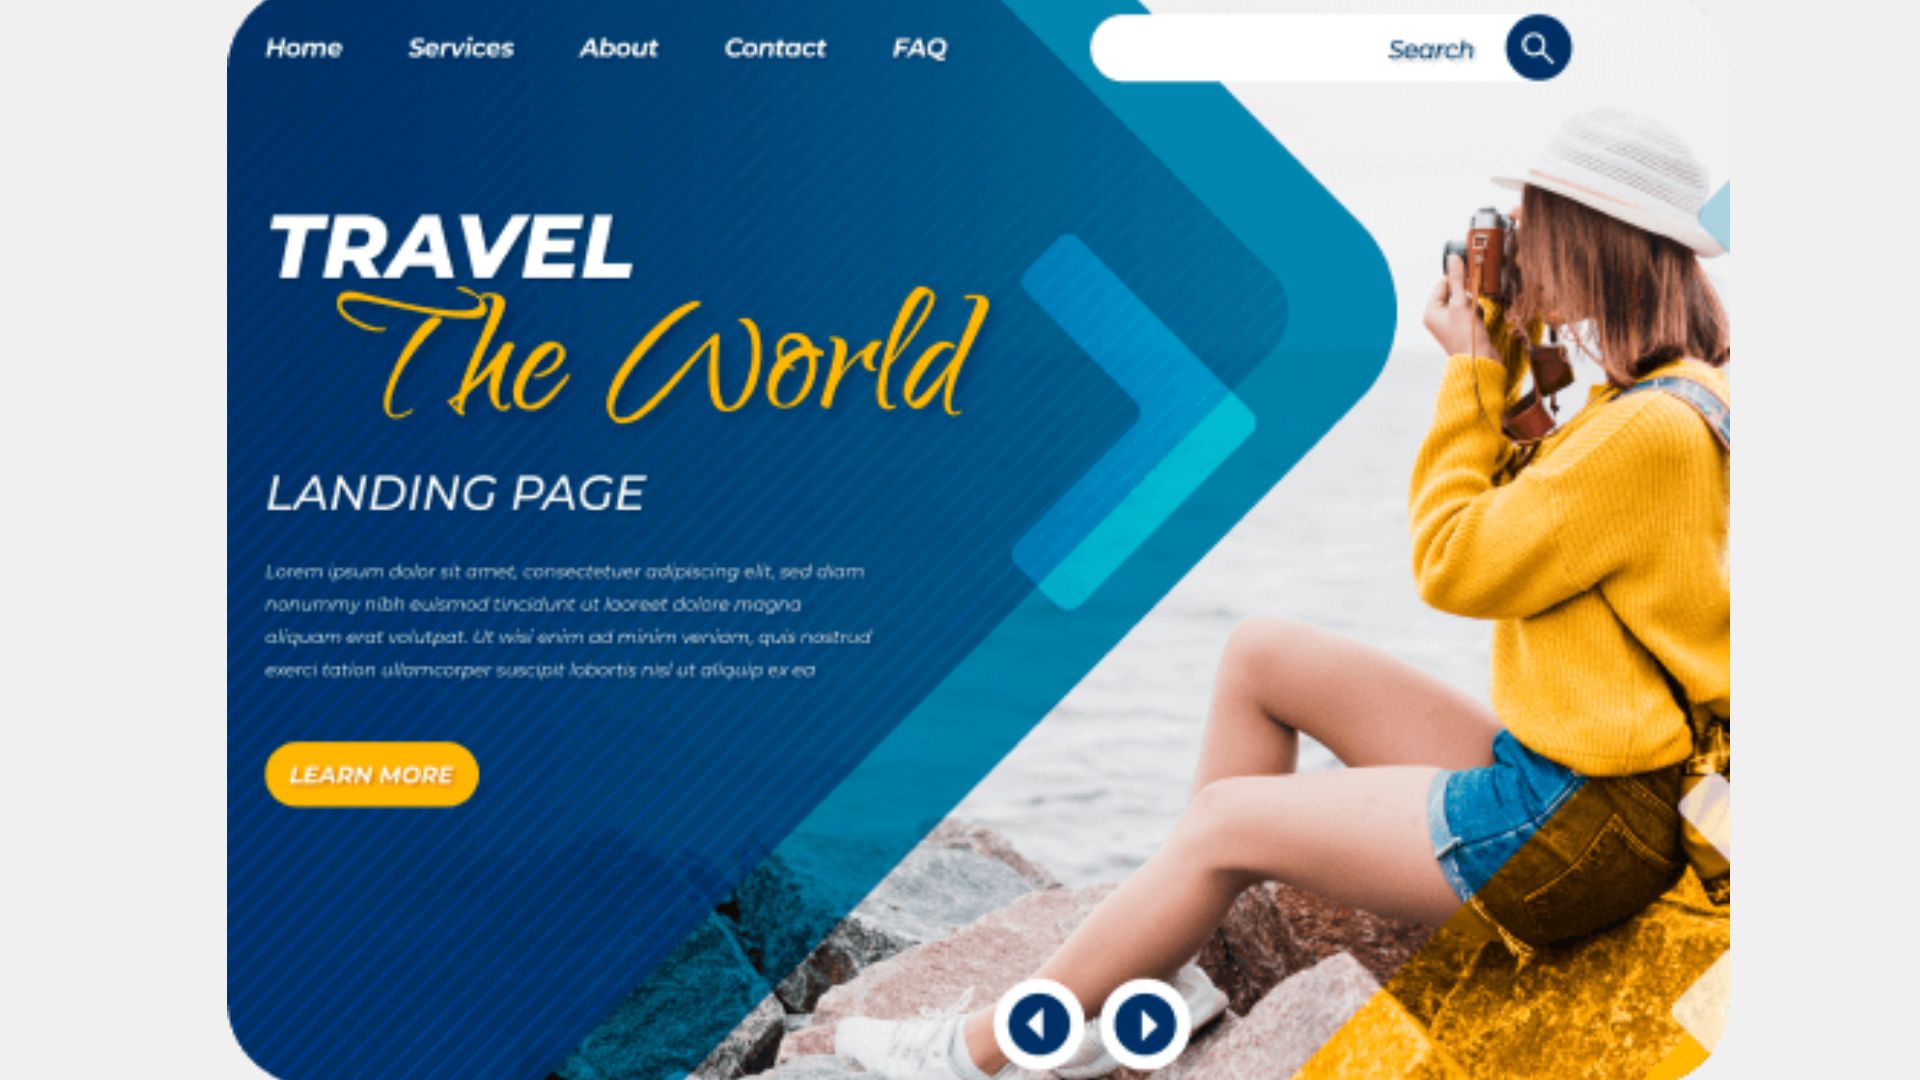 Home Services About Contact FAQ Search
TRAVEL
The World
LANDING PAGE
Lorem ipsum dolor sit amet, consectetuer adipiscing elit, sed diam
nonummy nibh euismod tincidunt ut laoreet dolore magna
aliquam erat volutpat. Ut wisi enim ad minim veniam, quis nostrud
exerci tation ullamcorper suscipit lobortis nisl ut aliquip ex ea
LEARN MORE